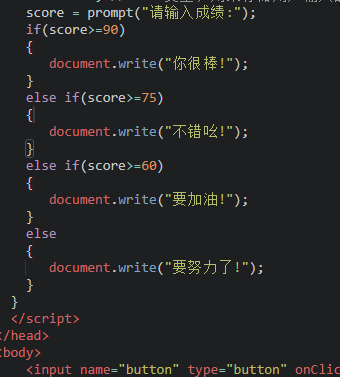 score = prompt("请输入成绩:");
if(score>=90)
{
document.write("你很棒!");
}
else if(score>=75)
{
document.write("不错吆!");
}
else if(score>=60)
{
document.write("要加油!");
}
else
{
document.write("要努力了!");
}
}
</script>
</head>
<body>
<input name="button" type="button" onClic